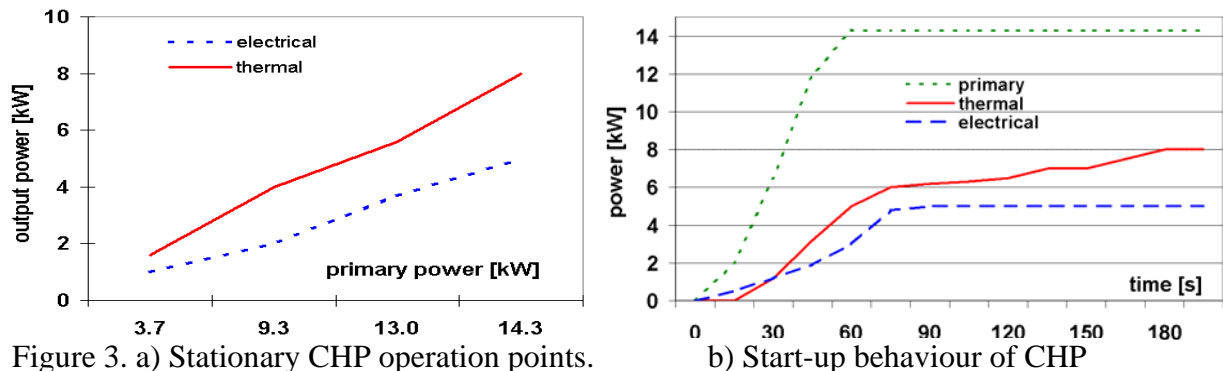 10
8
6
4
2
0
output power [kW]
electrical
thermal
primary power [kW]
3.7 9.3 13.0 14.3
14
12
10
8
6
4
2
0
power [kW]
primary
thermal
electrical
time [s]
0 30 60 90 120 150 180
Figure 3. a) Stationary CHP operation points. b) Start-up behaviour of CHP